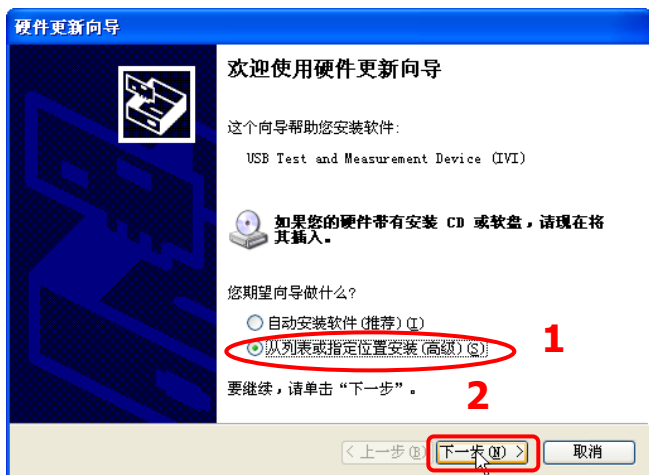 硬件更新向导
欢迎使用硬件更新向导
这个向导帮助您安装软件:
USB Test and Measurement Device (IVI)
如果您的硬件带有安装 CD 或软盘，请现在将
其插入。
您期望向导做什么?
自动安装软件(推荐)(I)
从列表或指定位置安装(高级)(S)
1
要继续，请单击“下一步”。
2
< 上一步(B) 下一步(N) > 取消